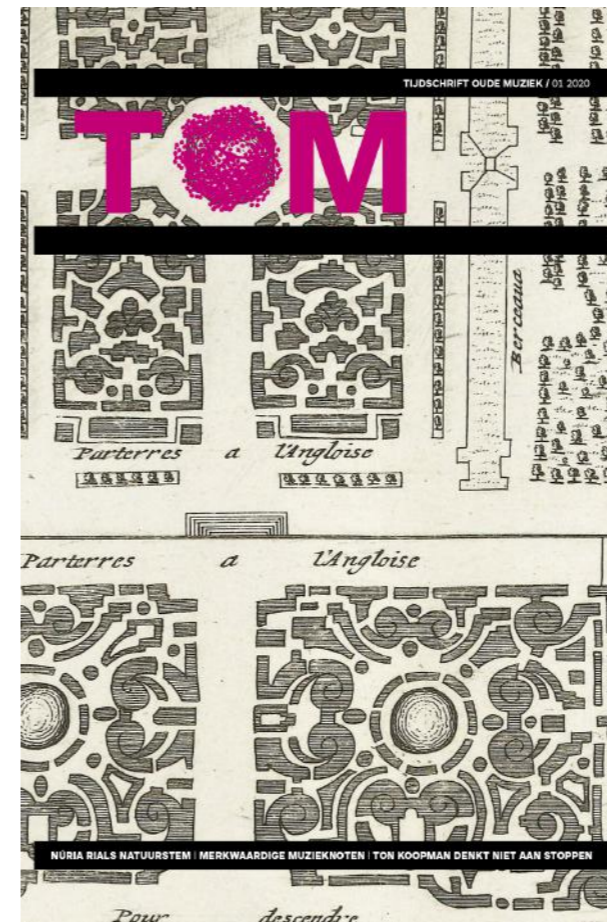 TIJDSCHRIFT OUDE MUZIEK / 01 2020
TOM
Berceaux
Parterres a l'Angloise
Parterres a l'Angloise
NÚRIA RIALS NATUURSTEM | MERKWAARDIGE MUZIEKNOTEN | TON KOOPMAN DENKT NIET AAN STOPPEN
Pour descendre